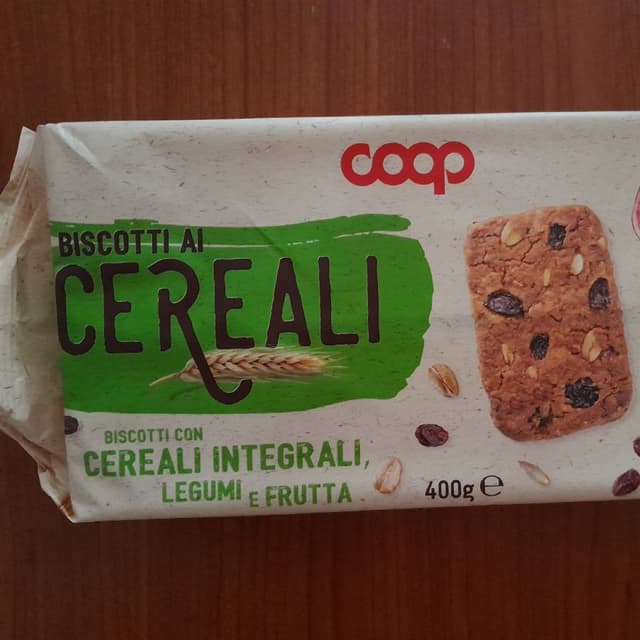 coop
BISCOTTI AI
CEREALI
BISCOTTI CON
CEREALI INTEGRALI,
LEGUMI E FRUTTA
400g ℮